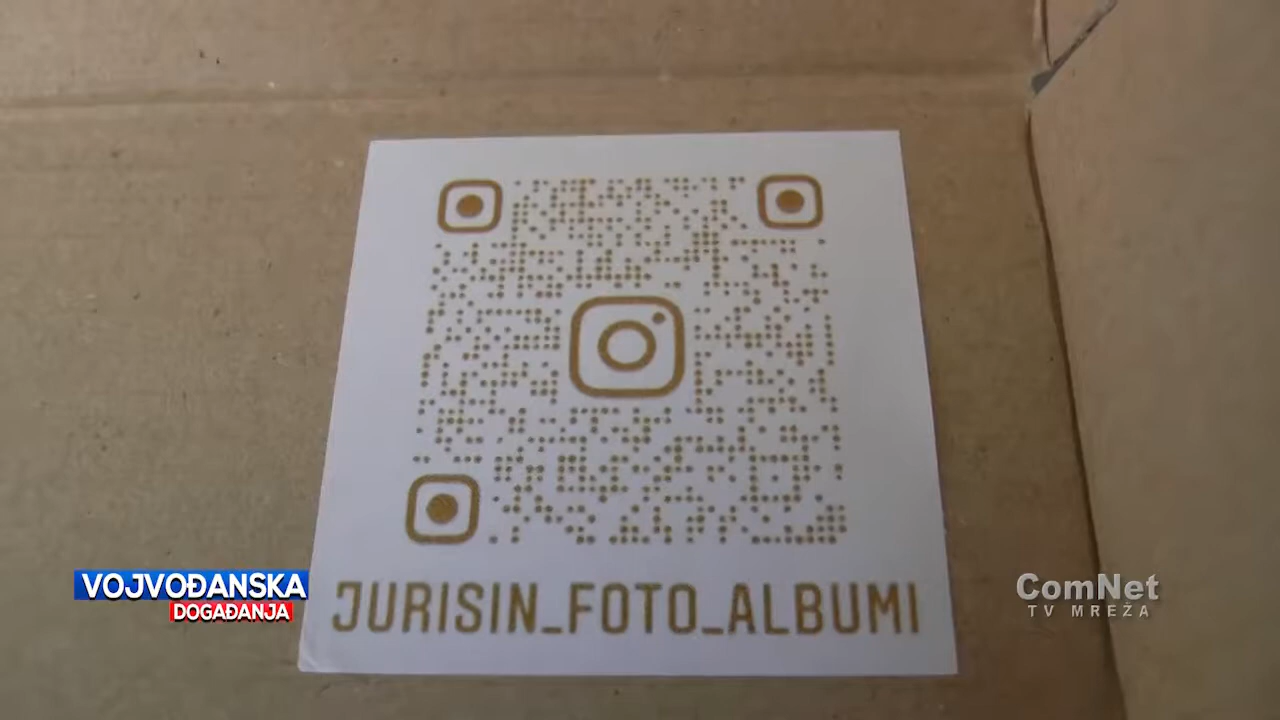 JURISIN_FOTO_ALBUMI
VOJVOĐANSKA
DOGAĐANJA
ComNet
TV MREŽA